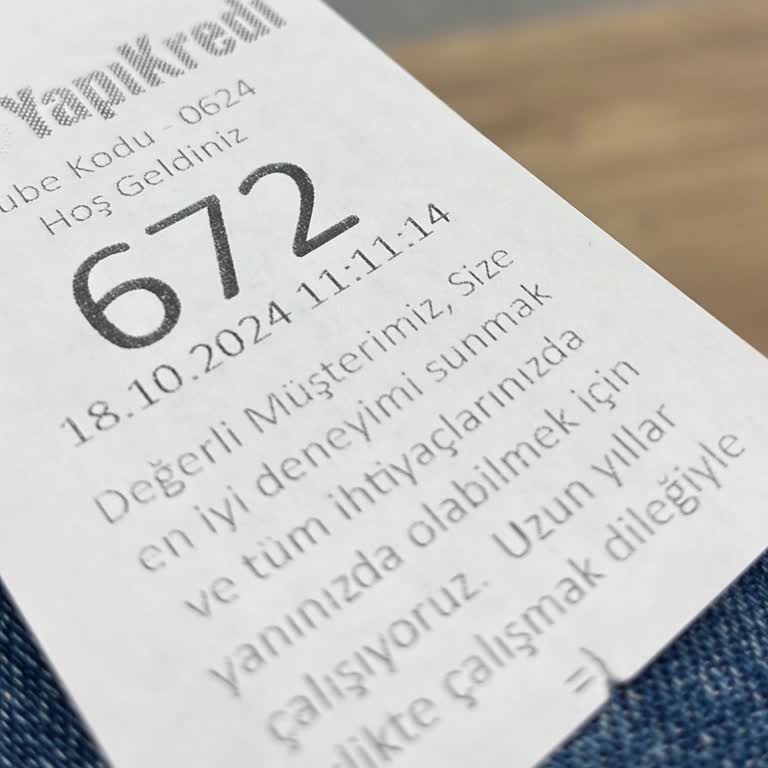 YapıKredi
ube Kodu - 0624
Hoş Geldiniz
672
18.10.2024 11:11:14
Değerli Müşterimiz, Size
en iyi deneyimi sunmak
ve tüm ihtiyaçlarınızda
yanınızda olabilmek için
çalışıyoruz. Uzun yıllar
likte çalışmak dileğiyle
=)